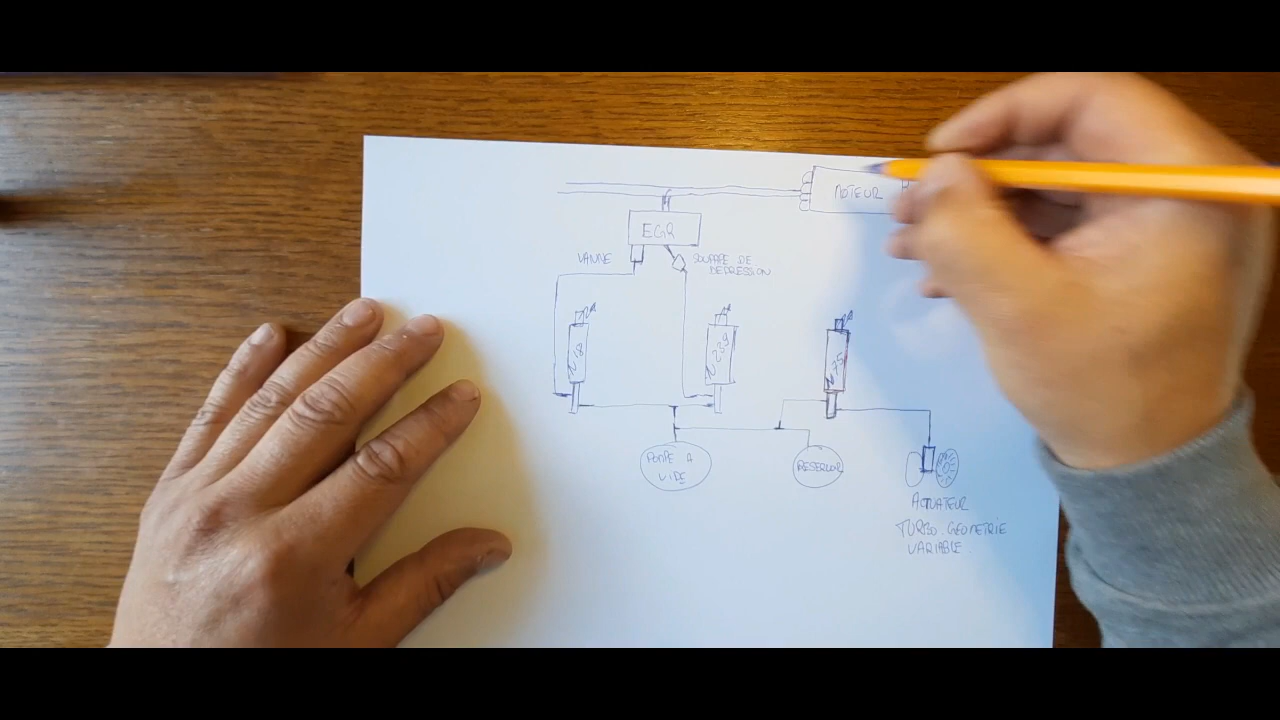 MOTEUR
EGR
VANNE
SOUPAPE DE
DEPRESSION
N18
N239
N75
POMPE A
VIDE
RESERVOIR
ACTUATEUR
TURBO-GEOMETRIE
VARIABLE